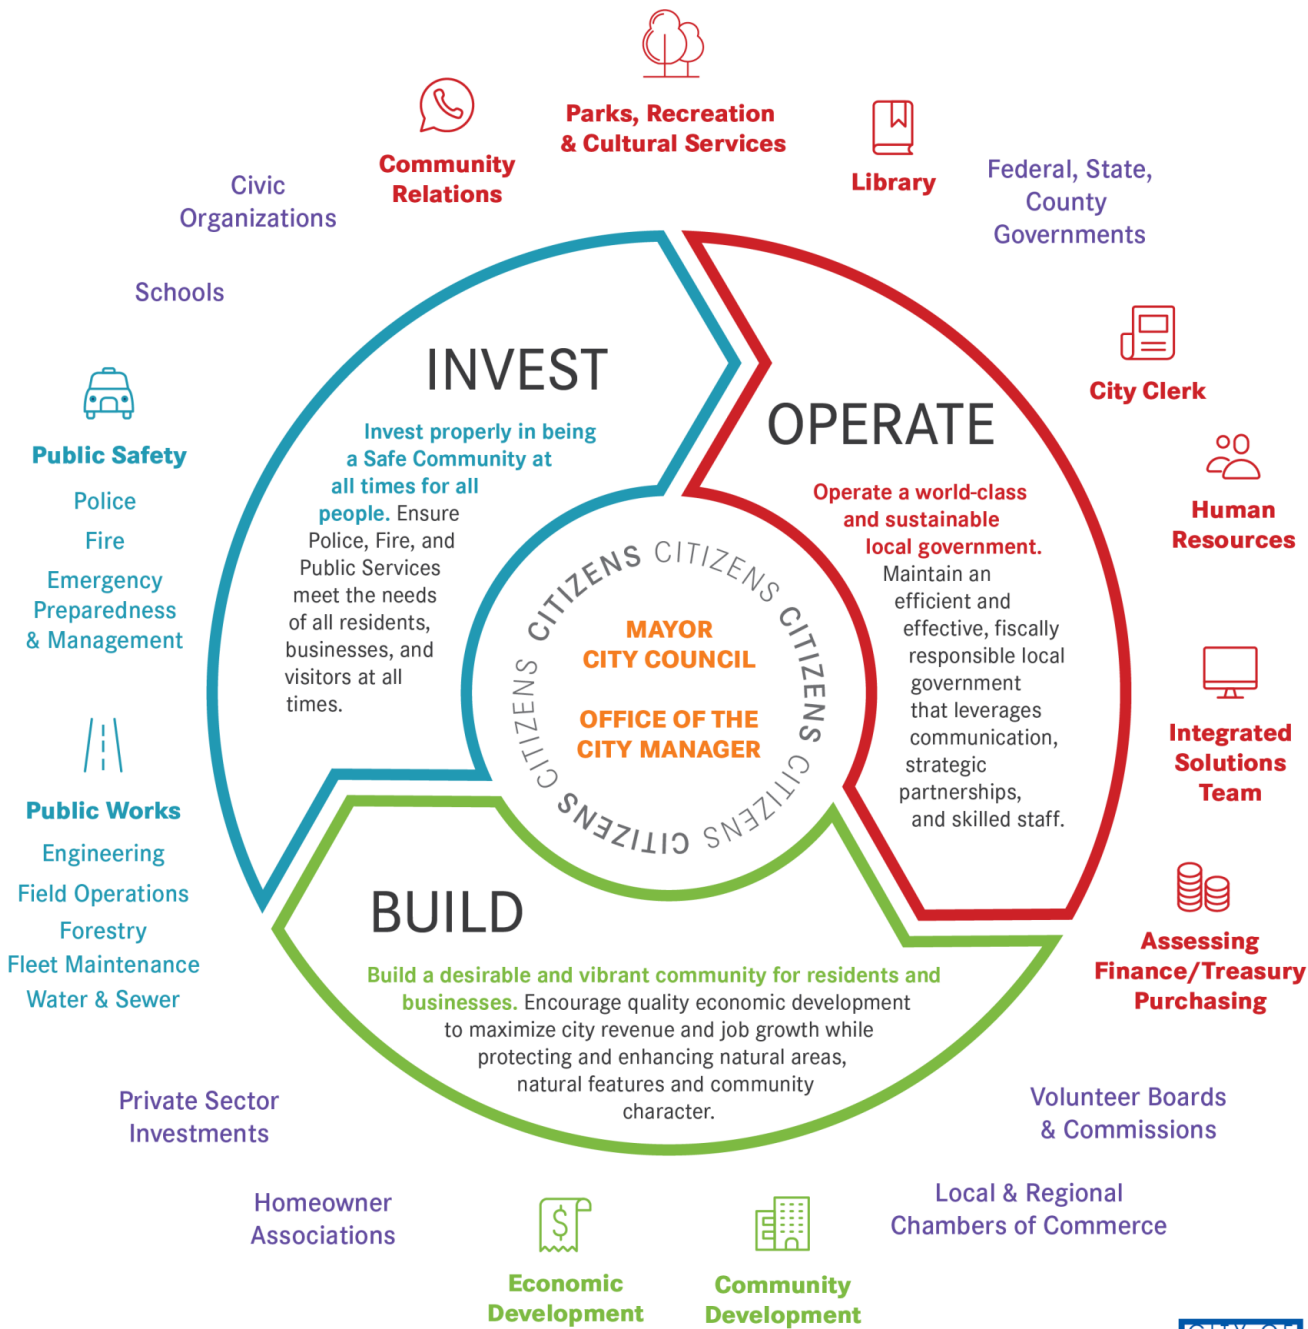 Parks, Recreation
& Cultural Services
Community
Relations
Library
Federal, State,
County
Governments
Civic
Organizations
Schools
City Clerk
Human
Resources
Integrated
Solutions
Team
Assessing
Finance/Treasury
Purchasing
Public Safety
Police
Fire
Emergency
Preparedness
& Management
Public Works
Engineering
Field Operations
Forestry
Fleet Maintenance
Water & Sewer
INVEST
Invest properly in being
a Safe Community at
all times for all
people. Ensure
Police, Fire, and
Public Services
meet the needs
of all residents,
businesses, and
visitors at all
times.
OPERATE
Operate a world-class
and sustainable
local government.
Maintain an
efficient and
effective, fiscally
responsible local
government
that leverages
communication,
strategic
partnerships,
and skilled staff.
CITIZENS CITIZENS CITIZENS CITIZENS CITIZENS CITIZENS
MAYOR
CITY COUNCIL
OFFICE OF THE
CITY MANAGER
BUILD
Build a desirable and vibrant community for residents and
businesses. Encourage quality economic development
to maximize city revenue and job growth while
protecting and enhancing natural areas,
natural features and community
character.
Private Sector
Investments
Homeowner
Associations
Volunteer Boards
& Commissions
Local & Regional
Chambers of Commerce
Economic
Development
Community
Development
CITY OF